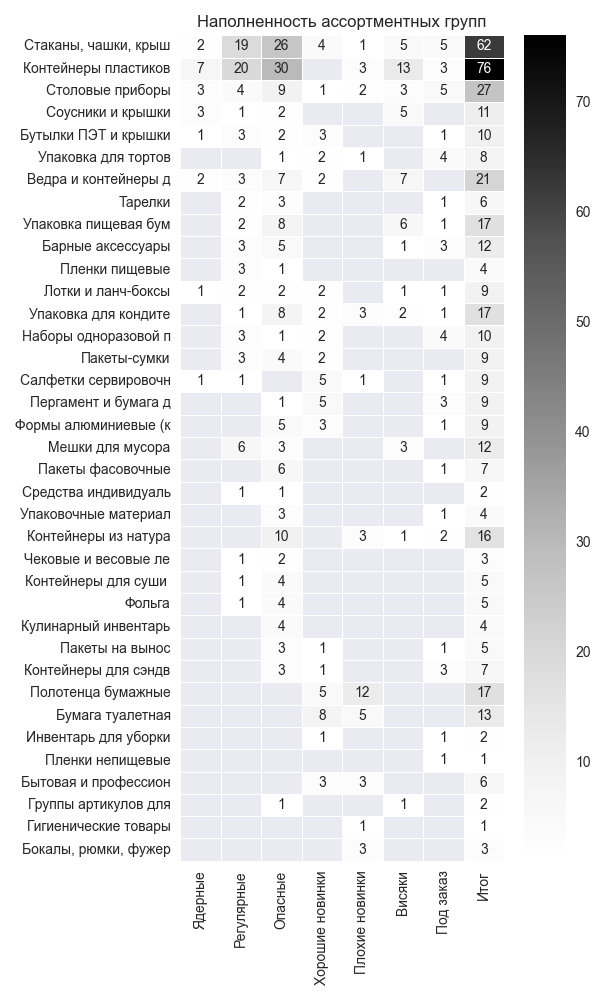 Наполненность ассортментных групп
Стаканы, чашки, крыш 2 19 26 4 1 5 5 62
Контейнеры пластиков 7 20 30 3 13 3 76
Столовые приборы 3 4 9 1 2 3 5 27
Соусники и крышки 3 1 2 5 11
Бутылки ПЭТ и крышки 1 3 2 3 1 10
Упаковка для тортов 1 2 1 4 8
Ведра и контейнеры д 2 3 7 2 7 21
Тарелки 2 3 1 6
Упаковка пищевая бум 2 8 6 1 17
Барные аксессуары 3 5 1 3 12
Пленки пищевые 3 1 4
Лотки и ланч-боксы 1 2 2 2 1 1 9
Упаковка для кондите 1 8 2 3 2 1 17
Наборы одноразовой п 3 1 2 4 10
Пакеты-сумки 3 4 2 9
Салфетки сервировочн 1 1 5 1 1 9
Пергамент и бумага д 1 5 3 9
Формы алюминиевые (к 5 3 1 9
Мешки для мусора 6 3 3 12
Пакеты фасовочные 6 1 7
Средства индивидуаль 1 1 2
Упаковочные материал 3 1 4
Контейнеры из натура 10 3 1 2 16
Чековые и весовые ле 1 2 3
Контейнеры для суши 1 4 5
Фольга 1 4 5
Кулинарный инвентарь 4 4
Пакеты на вынос 3 1 1 5
Контейнеры для сэндв 3 1 3 7
Полотенца бумажные 5 12 17
Бумага туалетная 8 5 13
Инвентарь для уборки 1 1 2
Пленки непищевые 1 1
Бытовая и профессион 3 3 6
Группы артикулов для 1 1 2
Гигиенические товары 1 1
Бокалы, рюмки, фужер 3 3
Ядерные
Регулярные
Опасные
Хорошие новинки
Плохие новинки
Висяки
Под заказ
Итог
70
60
50
40
30
20
10